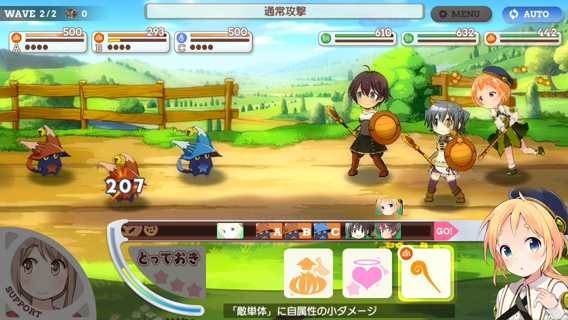 WAVE 2/2 0
通常攻撃
MENU
AUTO
500
293
500
610
632
442
A
B
C
207
A B C
GO!
とっておき
SUPPORT
「敵単体」に自属性の小ダメージ